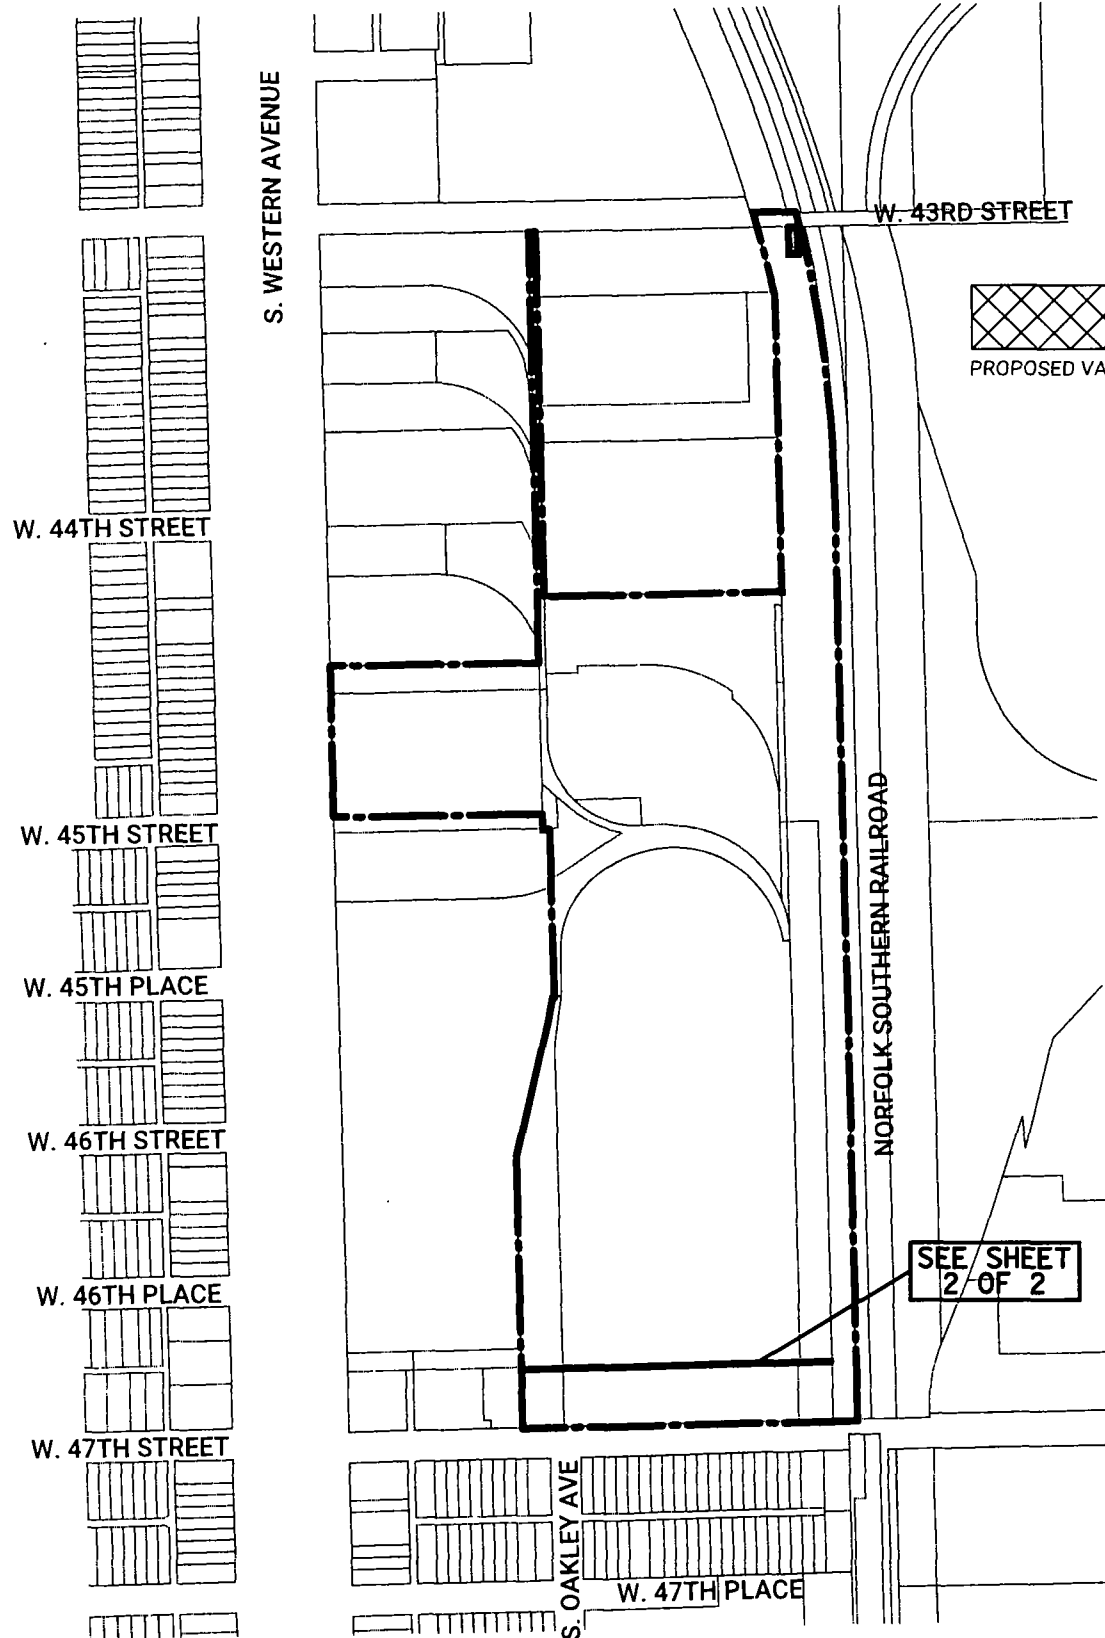 S. WESTERN AVENUE
W. 43RD STREET
PROPOSED VA
W. 44TH STREET
NORFOLK SOUTHERN RAILROAD
W. 45TH STREET
W. 45TH PLACE
W. 46TH STREET
SEE SHEET
2 OF 2
W. 46TH PLACE
W. 47TH STREET
S. OAKLEY AVE
W. 47TH PLACE